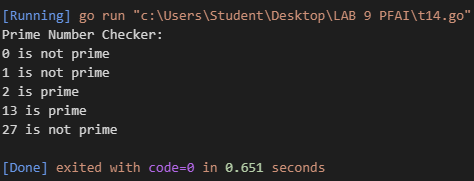 [Running] go run "c:\Users\Student\Desktop\LAB 9 PFAI\t14.go"
Prime Number Checker:
0 is not prime
1 is not prime
2 is prime
13 is prime
27 is not prime
[Done] exited with code=0 in 0.651 seconds